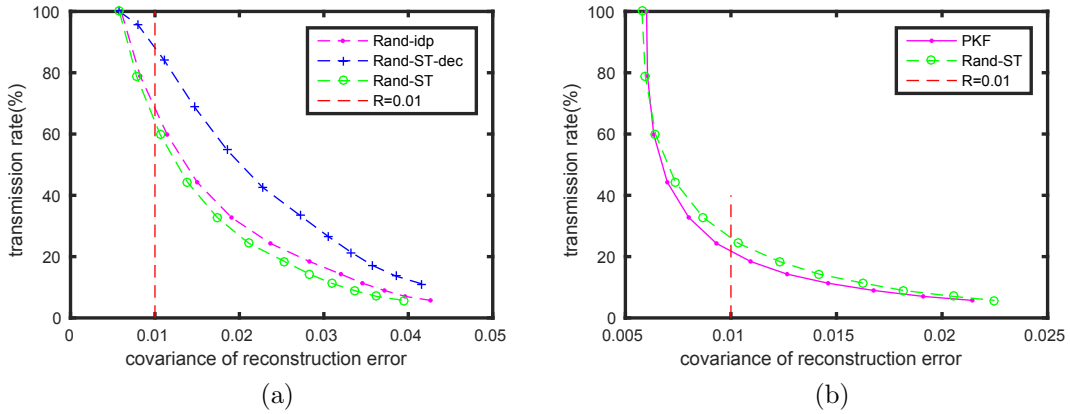 100
80
60
40
20
0
transmission rate(%)
0
0.01
0.02
0.03
0.04
0.05
covariance of reconstruction error
Rand-idp
Rand-ST-dec
Rand-ST
R=0.01
(a)
100
80
60
40
20
0
transmission rate(%)
0.005
0.01
0.015
0.02
0.025
covariance of reconstruction error
PKF
Rand-ST
R=0.01
(b)